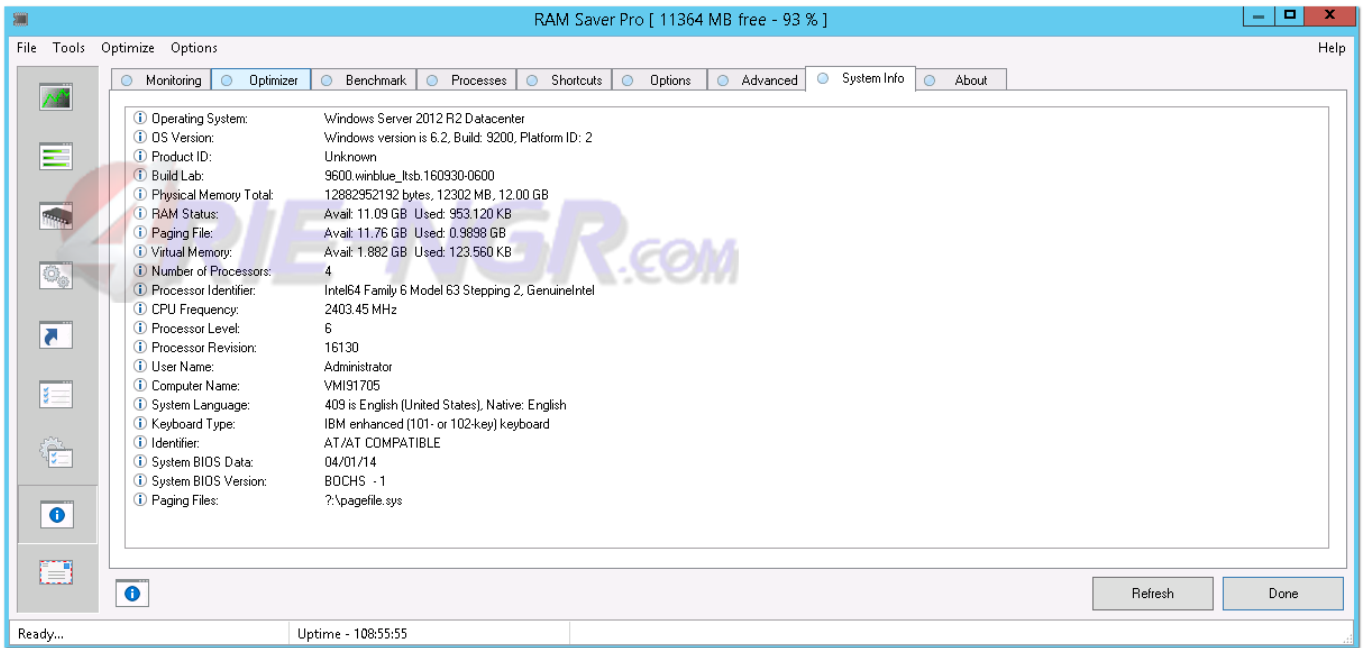 RAM Saver Pro [ 11364 MB free - 93 % ]
File Tools Optimize Options Help
Monitoring Optimizer Benchmark Processes Shortcuts Options Advanced System Info About
Operating System: Windows Server 2012 R2 Datacenter
OS Version: Windows version is 6.2, Build: 9200, Platform ID: 2
Product ID: Unknown
Build Lab: 9600.winblue_ltsb.160930-0600
Physical Memory Total: 12882952192 bytes, 12302 MB, 12.00 GB
RAM Status: Avail: 11.09 GB Used: 953.120 KB
Paging File: Avail: 11.76 GB Used: 0.9898 GB
Virtual Memory: Avail: 1.882 GB Used: 123.560 KB
4RIE-NGR.COM
Number of Processors: 4
Processor Identifier: Intel64 Family 6 Model 63 Stepping 2, GenuineIntel
CPU Frequency: 2403.45 MHz
Processor Level: 6
Processor Revision: 16130
User Name: Administrator
Computer Name: VMI91705
System Language: 409 is English (United States), Native: English
Keyboard Type: IBM enhanced (101- or 102-key) keyboard
Identifier: AT/AT COMPATIBLE
System BIOS Data: 04/01/14
System BIOS Version: BOCHS - 1
Paging Files: ?:\pagefile.sys
Refresh Done
Ready... Uptime - 108:55:55